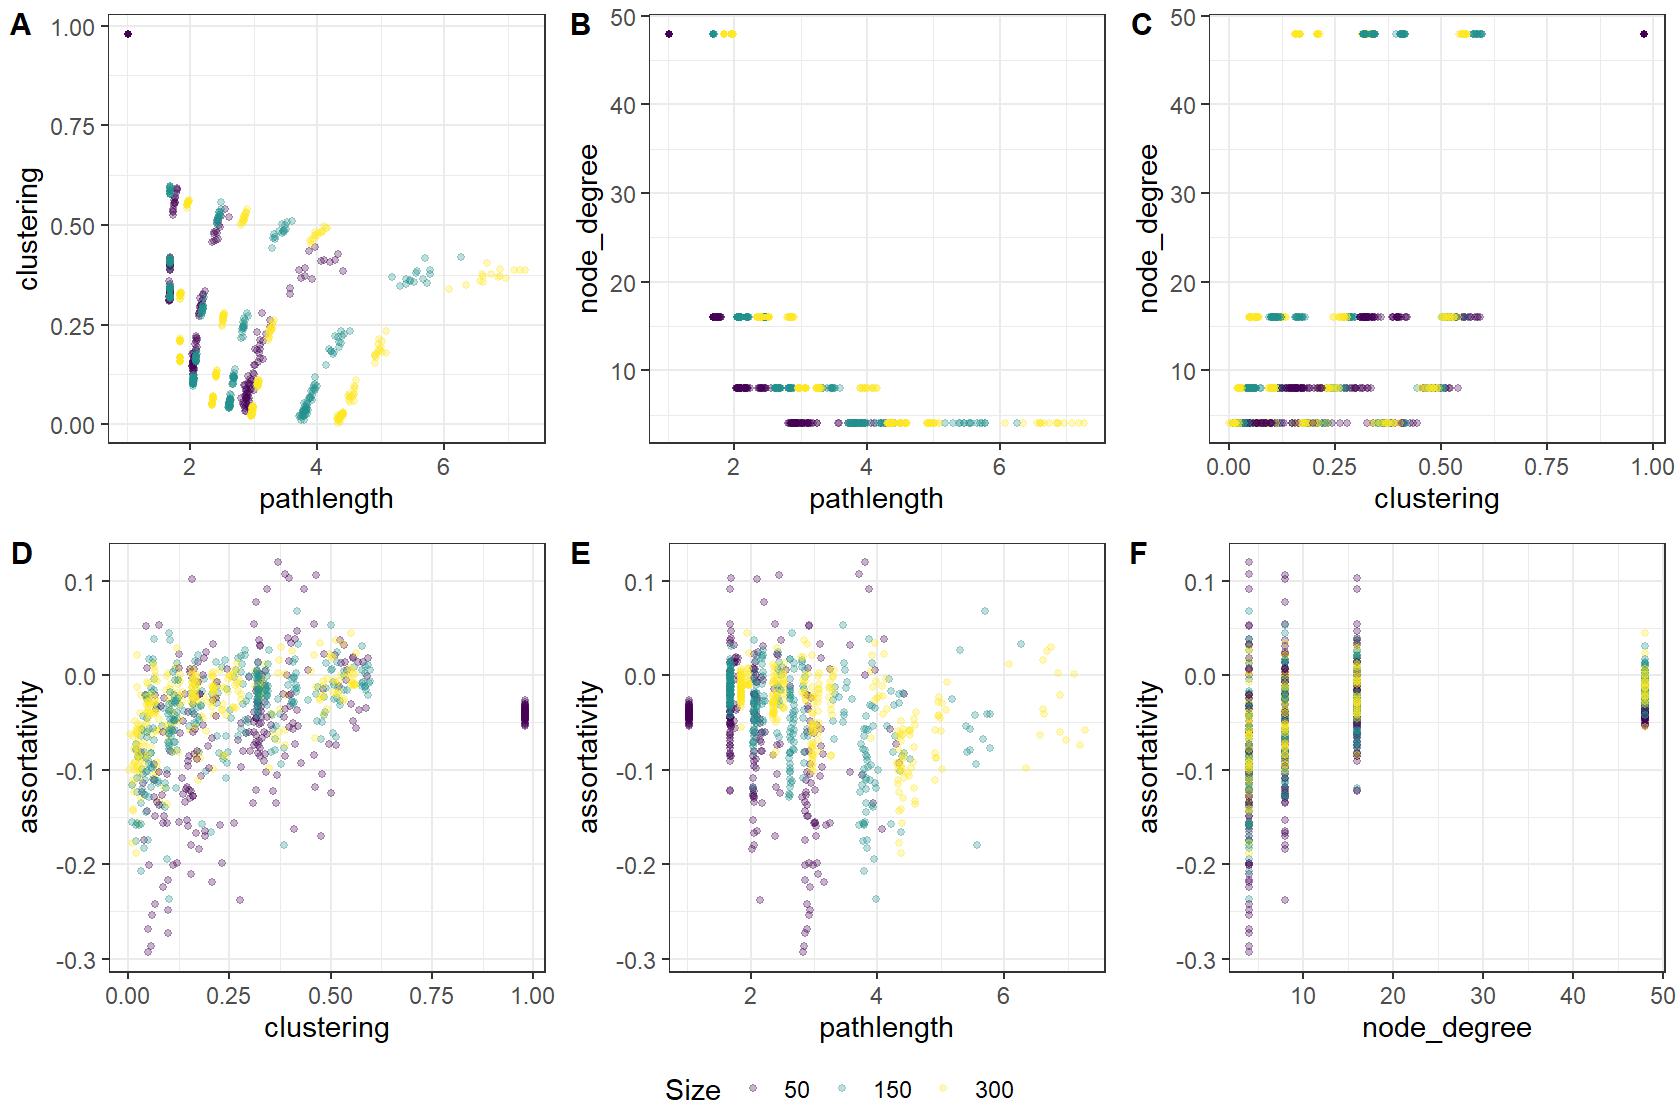 A
1.00
0.75
0.50
0.25
0.00
clustering
2 4 6
pathlength
B
50
40
30
20
10
node_degree
2 4 6
pathlength
C
50
40
30
20
10
node_degree
0.00 0.25 0.50 0.75 1.00
clustering
D
0.1
0.0
-0.1
-0.2
-0.3
assortativity
0.00 0.25 0.50 0.75 1.00
clustering
E
0.1
0.0
-0.1
-0.2
-0.3
assortativity
2 4 6
pathlength
F
0.1
0.0
-0.1
-0.2
-0.3
assortativity
10 20 30 40 50
node_degree
Size 50 150 300